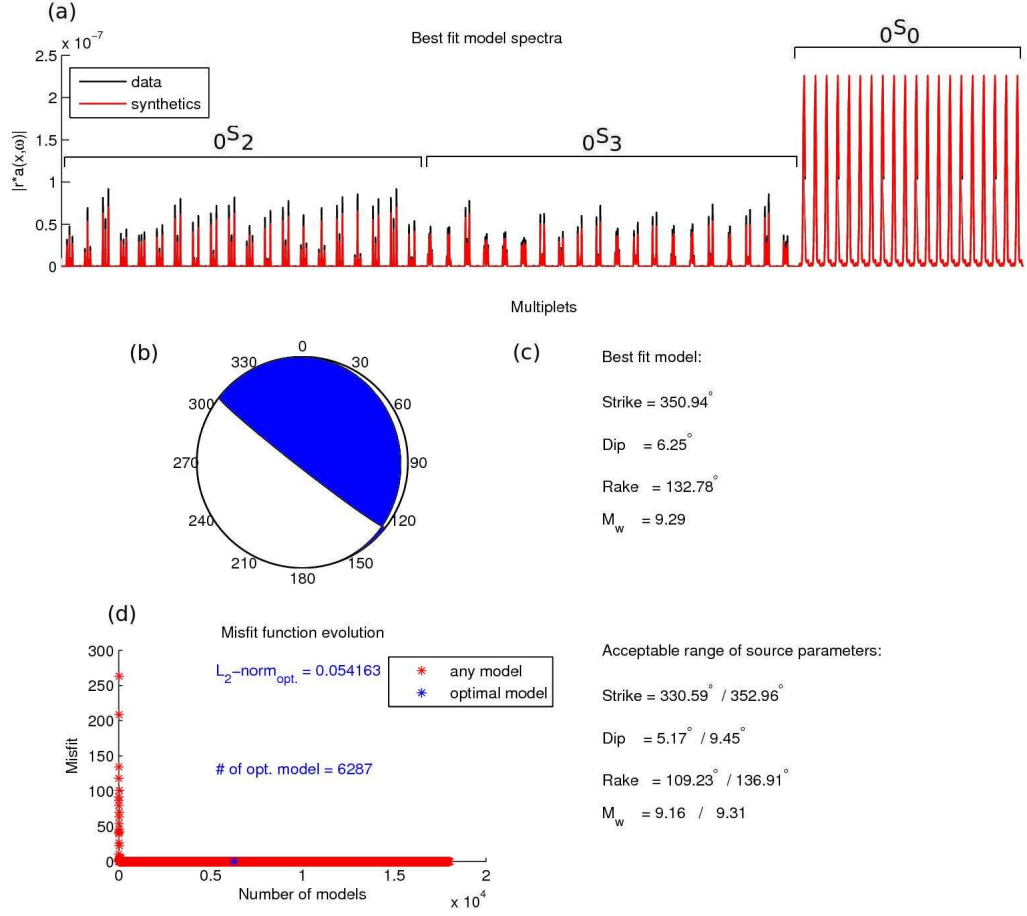 (a)
x 10⁻⁷
Best fit model spectra
0S0
2.5
2
1.5
1
0.5
0
|r*a(x,ω)|
data
synthetics
0S2
0S3
Multiplets
(b)
0
30
60
90
120
150
180
210
240
270
300
330
(c)
Best fit model:
Strike = 350.94°
Dip = 6.25°
Rake = 132.78°
Mw = 9.29
(d)
Misfit function evolution
300
250
200
150
100
50
0
Misfit
L2−normopt. = 0.054163
# of opt. model = 6287
any model
optimal model
0
0.5
1
1.5
2
Number of models
x 10⁴
Acceptable range of source parameters:
Strike = 330.59° / 352.96°
Dip = 5.17° / 9.45°
Rake = 109.23° / 136.91°
Mw = 9.16 / 9.31